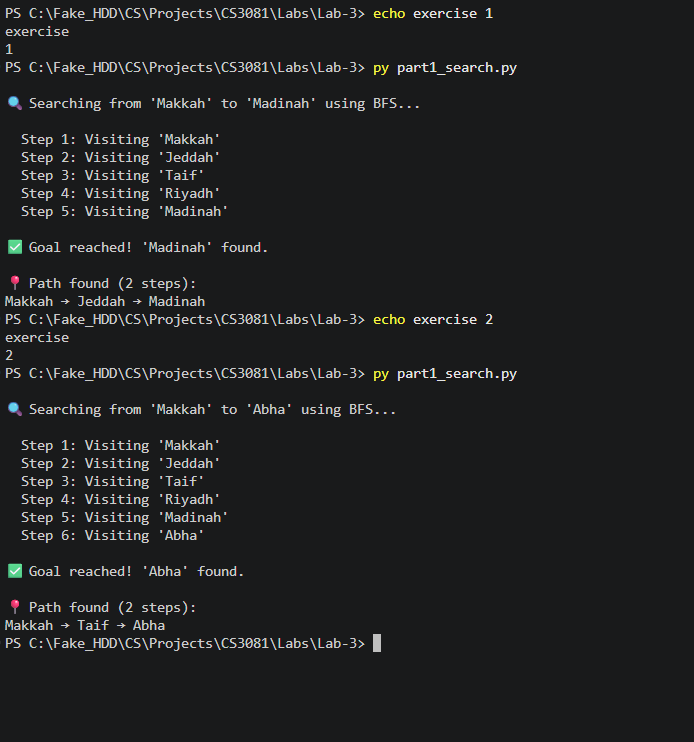 PS C:\Fake_HDD\CS\Projects\CS3081\Labs\Lab-3> echo exercise 1
exercise
1
PS C:\Fake_HDD\CS\Projects\CS3081\Labs\Lab-3> py part1_search.py
🔍 Searching from 'Makkah' to 'Madinah' using BFS...
Step 1: Visiting 'Makkah'
Step 2: Visiting 'Jeddah'
Step 3: Visiting 'Taif'
Step 4: Visiting 'Riyadh'
Step 5: Visiting 'Madinah'
✅ Goal reached! 'Madinah' found.
📍 Path found (2 steps):
Makkah → Jeddah → Madinah
PS C:\Fake_HDD\CS\Projects\CS3081\Labs\Lab-3> echo exercise 2
exercise
2
PS C:\Fake_HDD\CS\Projects\CS3081\Labs\Lab-3> py part1_search.py
🔍 Searching from 'Makkah' to 'Abha' using BFS...
Step 1: Visiting 'Makkah'
Step 2: Visiting 'Jeddah'
Step 3: Visiting 'Taif'
Step 4: Visiting 'Riyadh'
Step 5: Visiting 'Madinah'
Step 6: Visiting 'Abha'
✅ Goal reached! 'Abha' found.
📍 Path found (2 steps):
Makkah → Taif → Abha
PS C:\Fake_HDD\CS\Projects\CS3081\Labs\Lab-3>